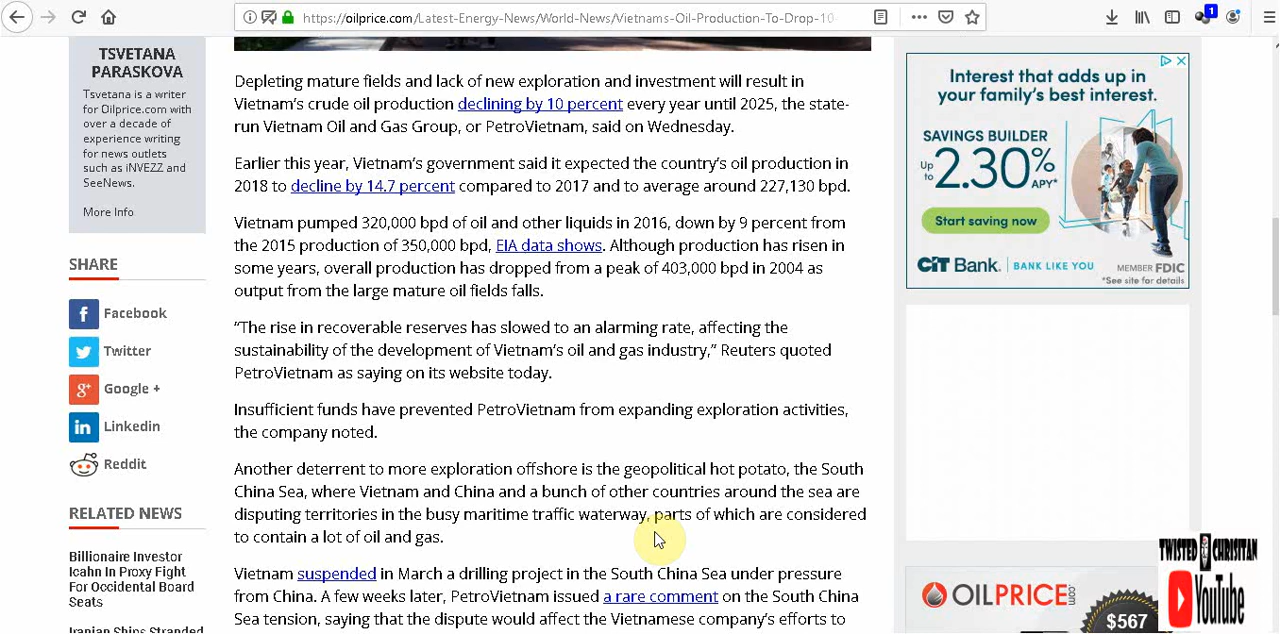 https://oilprice.com/Latest-Energy-News/World-News/Vietnams-Oil-Production-To-Drop-10-
1
TSVETANA
PARASKOVA
Tsvetana is a writer
for Oilprice.com with
over a decade of
experience writing
for news outlets
such as iNVEZZ and
SeeNews.
More Info
SHARE
Facebook
Twitter
Google +
Linkedin
Reddit
RELATED NEWS
Billionaire Investor
Icahn In Proxy Fight
For Occidental Board
Seats
Iranian Ships Stranded
Depleting mature fields and lack of new exploration and investment will result in
Vietnam’s crude oil production declining by 10 percent every year until 2025, the state-
run Vietnam Oil and Gas Group, or PetroVietnam, said on Wednesday.
Earlier this year, Vietnam’s government said it expected the country’s oil production in
2018 to decline by 14.7 percent compared to 2017 and to average around 227,130 bpd.
Vietnam pumped 320,000 bpd of oil and other liquids in 2016, down by 9 percent from
the 2015 production of 350,000 bpd, EIA data shows. Although production has risen in
some years, overall production has dropped from a peak of 403,000 bpd in 2004 as
output from the large mature oil fields falls.
“The rise in recoverable reserves has slowed to an alarming rate, affecting the
sustainability of the development of Vietnam’s oil and gas industry,” Reuters quoted
PetroVietnam as saying on its website today.
Insufficient funds have prevented PetroVietnam from expanding exploration activities,
the company noted.
Another deterrent to more exploration offshore is the geopolitical hot potato, the South
China Sea, where Vietnam and China and a bunch of other countries around the sea are
disputing territories in the busy maritime traffic waterway, parts of which are considered
to contain a lot of oil and gas.
Vietnam suspended in March a drilling project in the South China Sea under pressure
from China. A few weeks later, PetroVietnam issued a rare comment on the South China
Sea tension, saying that the dispute would affect the Vietnamese company’s efforts to
Interest that adds up in
your family’s best interest.
SAVINGS BUILDER
Up to 2.30% APY*
Start saving now
CIT Bank. BANK LIKE YOU MEMBER FDIC
*See site for details
OILPRICE.com
$567
TWISTED CHRISITAN
YouTube